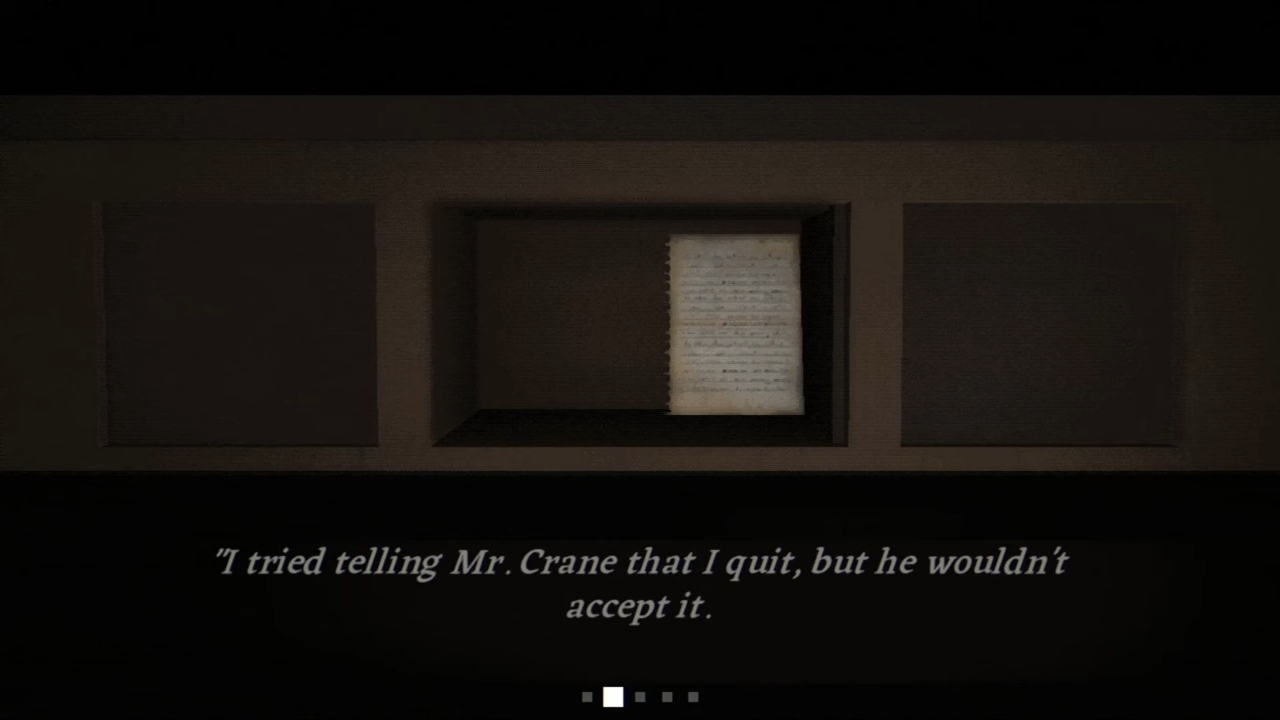 "I tried telling Mr. Crane that I quit, but he wouldn't
accept it.